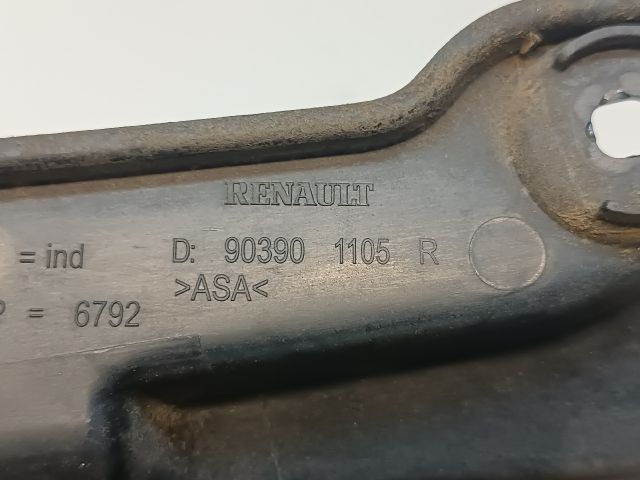 RENAULT
= ind D: 90390 1105 R
>ASA<
= 6792